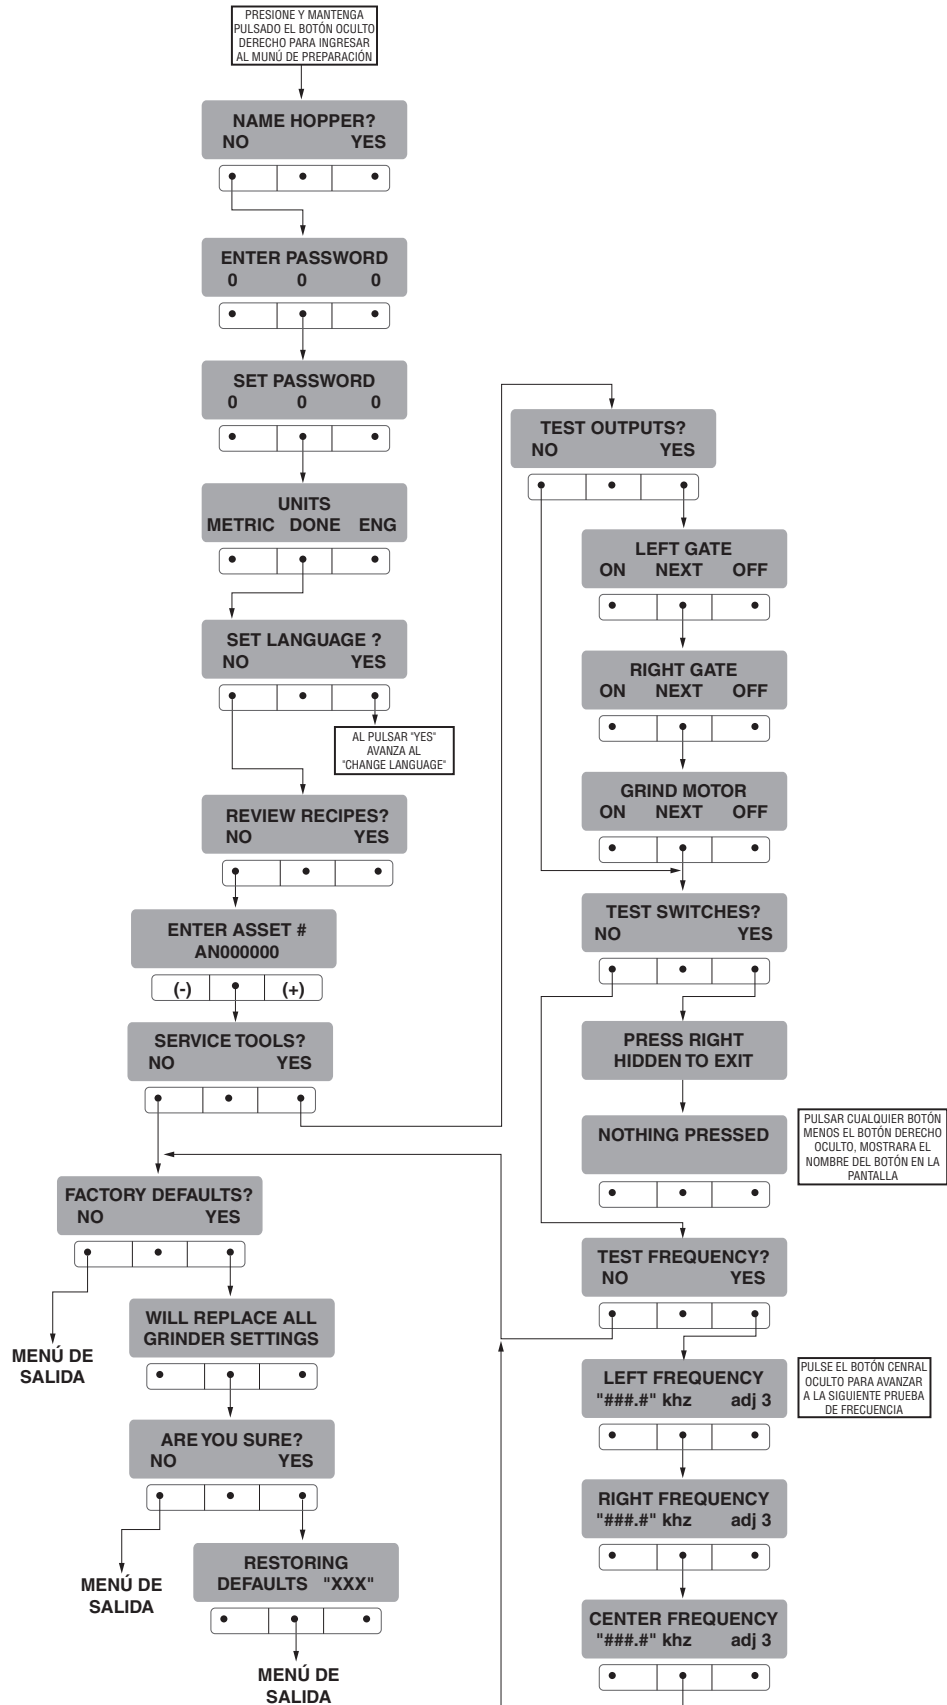 PRESIONE Y MANTENGA
PULSADO EL BOTÓN OCULTO
DERECHO PARA INGRESAR
AL MUNÚ DE PREPARACIÓN
NAME HOPPER?
NO YES
ENTER PASSWORD
0 0 0
SET PASSWORD
0 0 0
UNITS
METRIC DONE ENG
SET LANGUAGE ?
NO YES
AL PULSAR "YES"
AVANZA AL
"CHANGE LANGUAGE"
REVIEW RECIPES?
NO YES
ENTER ASSET #
AN000000
(-) (+)
SERVICE TOOLS?
NO YES
FACTORY DEFAULTS?
NO YES
MENÚ DE
SALIDA
WILL REPLACE ALL
GRINDER SETTINGS
ARE YOU SURE?
NO YES
MENÚ DE
SALIDA
RESTORING
DEFAULTS "XXX"
MENÚ DE
SALIDA
TEST OUTPUTS?
NO YES
LEFT GATE
ON NEXT OFF
RIGHT GATE
ON NEXT OFF
GRIND MOTOR
ON NEXT OFF
TEST SWITCHES?
NO YES
PRESS RIGHT
HIDDEN TO EXIT
NOTHING PRESSED
PULSAR CUALQUIER BOTÓN
MENOS EL BOTÓN DERECHO
OCULTO, MOSTRARA EL
NOMBRE DEL BOTÓN EN LA
PANTALLA
TEST FREQUENCY?
NO YES
LEFT FREQUENCY
"###.#" khz adj 3
PULSE EL BOTÓN CENRAL
OCULTO PARA AVANZAR
A LA SIGUIENTE PRUEBA
DE FRECUENCIA
RIGHT FREQUENCY
"###.#" khz adj 3
CENTER FREQUENCY
"###.#" khz adj 3